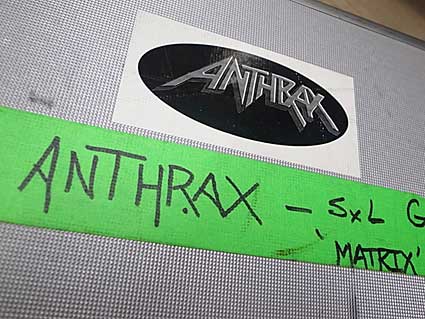 ANTHRAX
ANTHRAX – SxL G
'MATRIX'